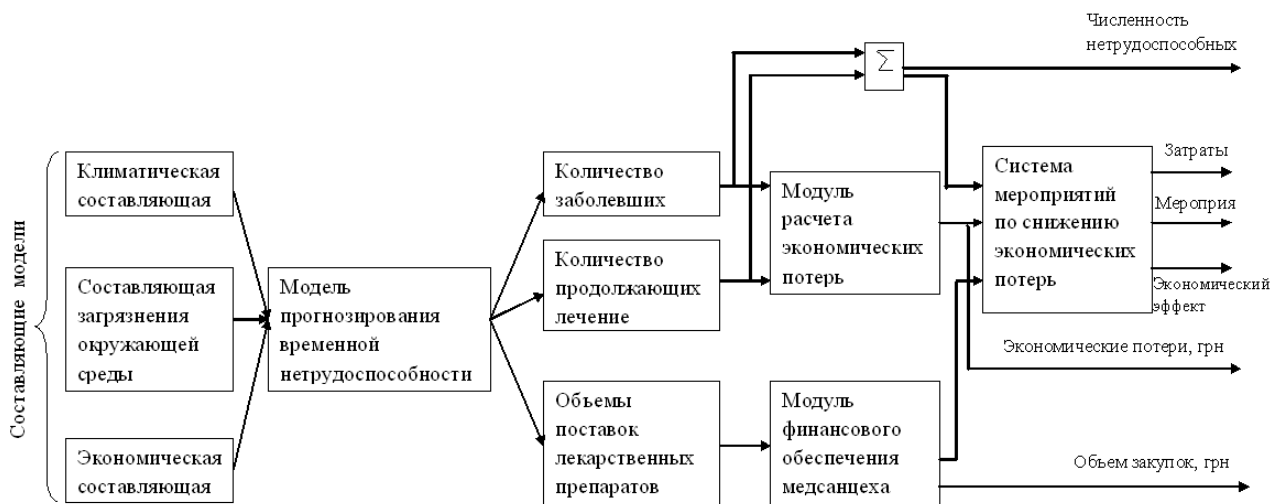 Составляющие модели
Климатическая
составляющая
Составляющая
загрязнения
окружающей
среды
Экономическая
составляющая
Модель
прогнозирования
временной
нетрудоспособности
Количество
заболевших
Количество
продолжающих
лечение
Объемы
поставок
лекарственных
препаратов
Модуль
расчета
экономических
потерь
Модуль
финансового
обеспечения
медсанцеха
Σ
Система
мероприятий
по снижению
экономических
потерь
Численность
нетрудоспособных
Затраты
Мероприя
Экономический
эффект
Экономические потери, грн
Объем закупок, грн